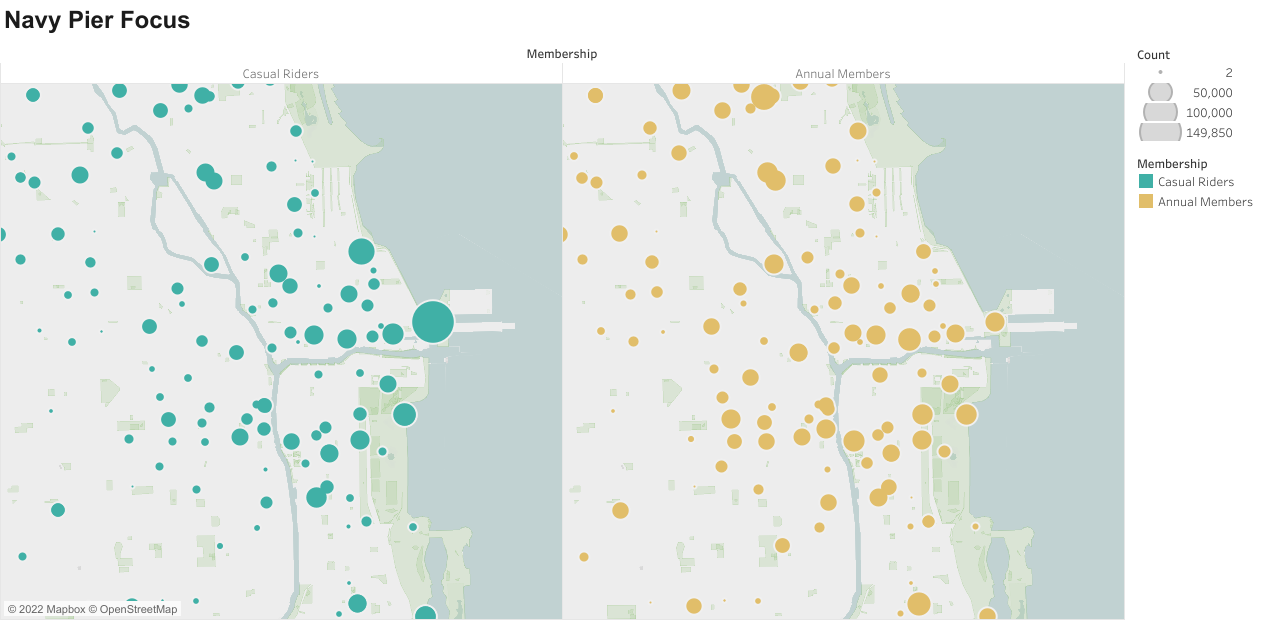 Navy Pier Focus
Membership
Casual Riders
Annual Members
Count
2
50,000
100,000
149,850
Membership
Casual Riders
Annual Members
© 2022 Mapbox © OpenStreetMap